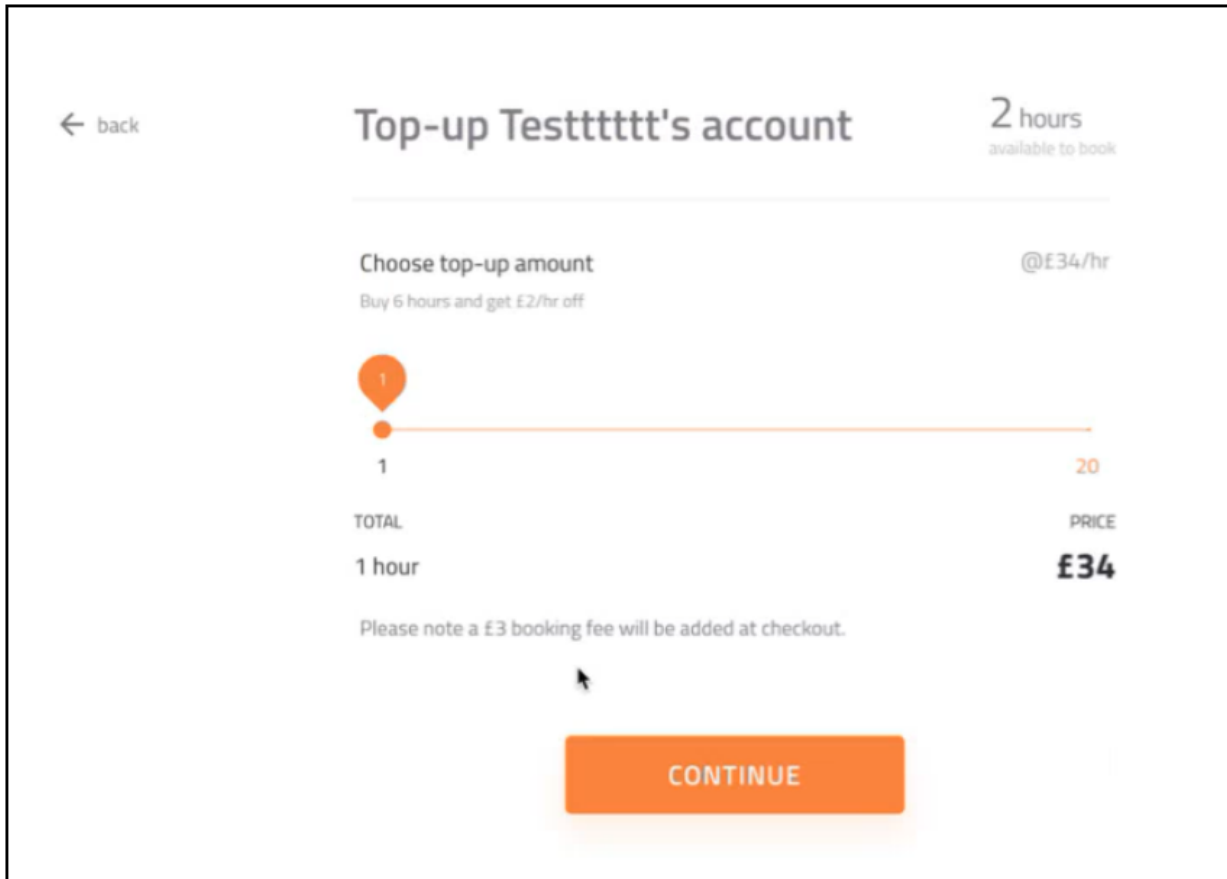 back
Top-up Testttttt's account
2 hours
available to book
Choose top-up amount
@£34/hr
Buy 6 hours and get £2/hr off
1
1
20
TOTAL
PRICE
1 hour
£34
Please note a £3 booking fee will be added at checkout.
CONTINUE